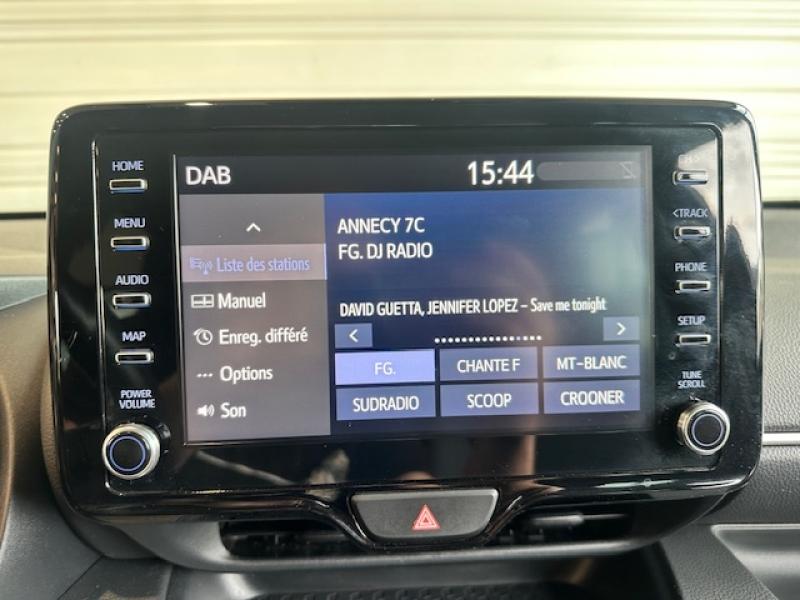 HOME
MENU
AUDIO
MAP
POWER
VOLUME
DAB
15:44
Liste des stations
Manuel
Enreg. différé
Options
Son
ANNECY 7C
FG. DJ RADIO
DAVID GUETTA, JENNIFER LOPEZ – Save me tonight
< >
FG.
CHANTE F
MT-BLANC
SUDRADIO
SCOOP
CROONER
<TRACK
PHONE
SETUP
TUNE
SCROLL